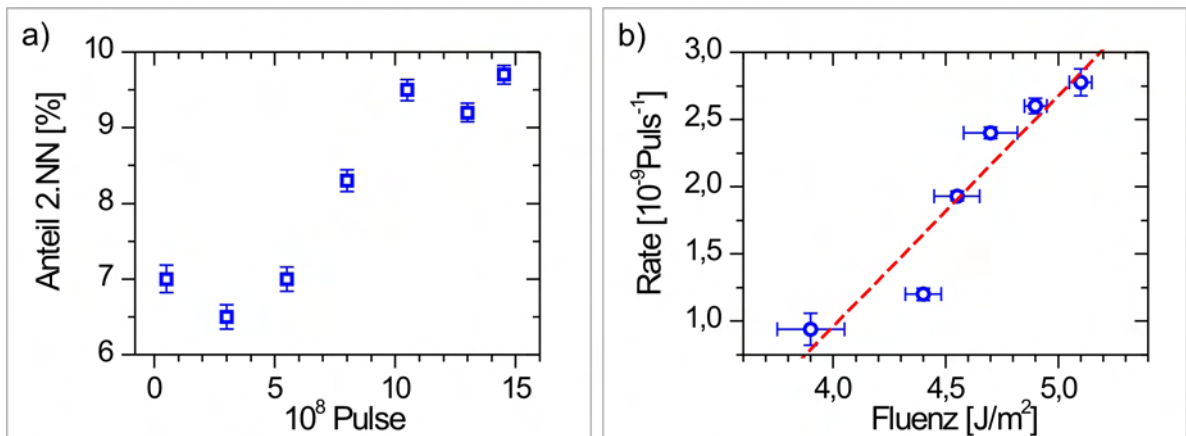 a)
Anteil 2.NN [%]
10
9
8
7
6
0 5 10 15
10⁸ Pulse
b)
Rate [10⁻⁹Puls⁻¹]
3,0
2,5
2,0
1,5
1,0
4,0 4,5 5,0
Fluenz [J/m²]